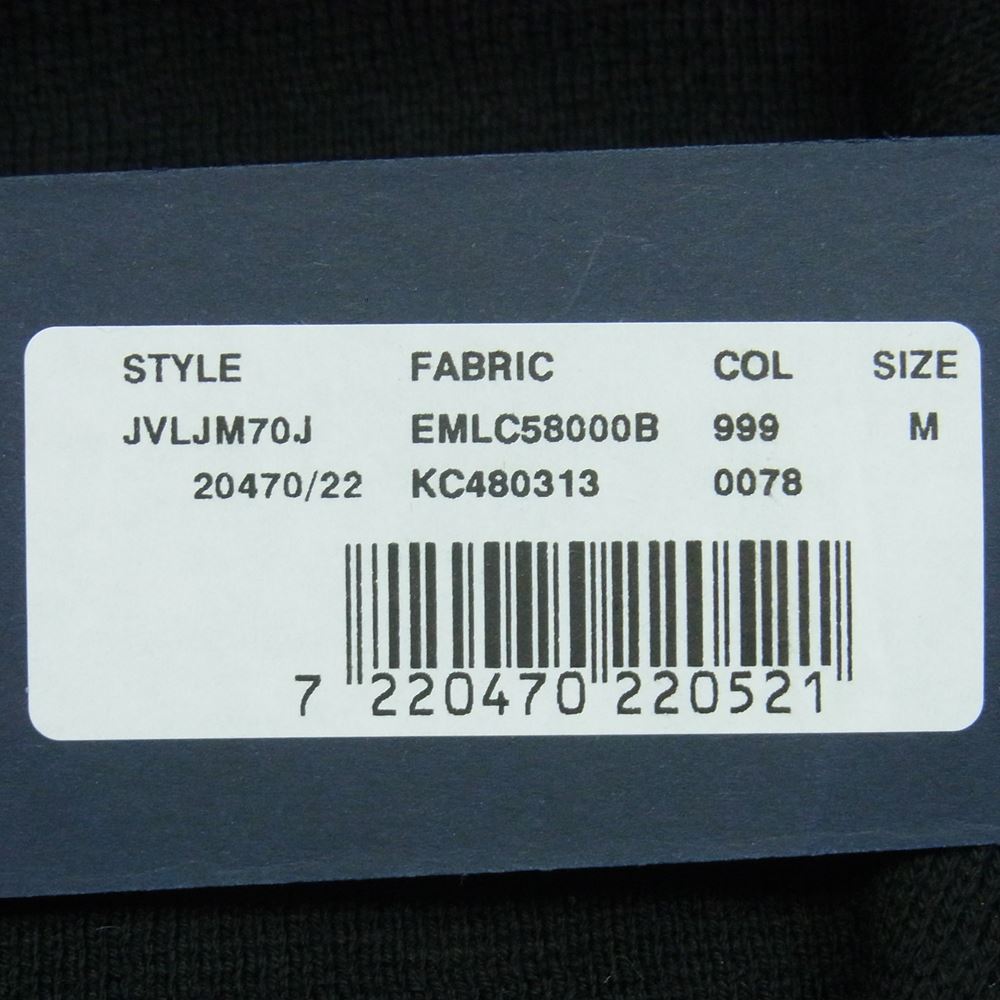 STYLE FABRIC COL SIZE
JVLJM70J EMLC58000B 999 M
20470/22 KC480313 0078
7 220470 220521